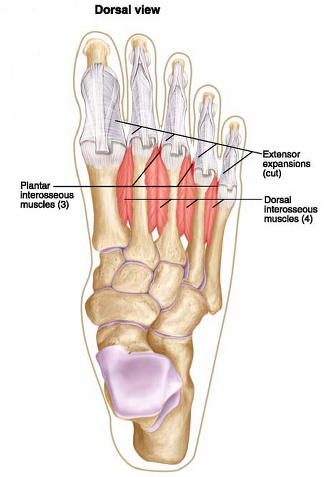 Dorsal view
Extensor
expansions
(cut)
Plantar
interosseous
muscles (3)
Dorsal
interosseous
muscles (4)